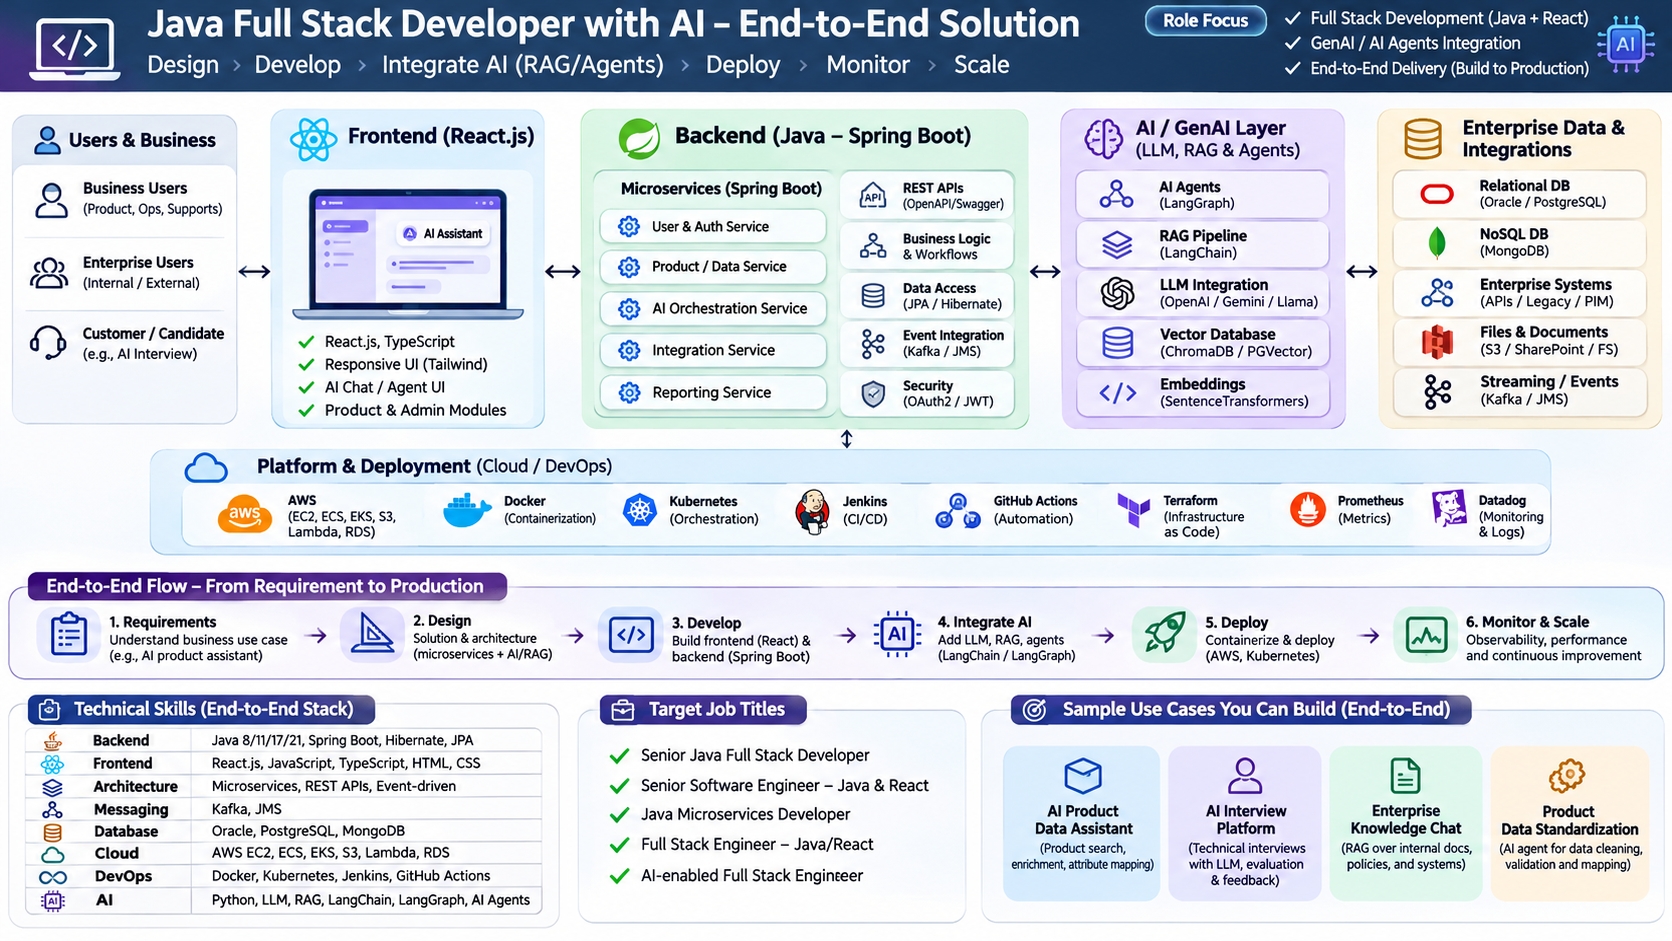 Java Full Stack Developer with AI – End-to-End Solution
Design > Develop > Integrate AI (RAG/Agents) > Deploy > Monitor > Scale
Role Focus
Full Stack Development (Java + React)
GenAI / AI Agents Integration
End-to-End Delivery (Build to Production)
AI
Users & Business
Business Users
(Product, Ops, Supports)
Enterprise Users
(Internal / External)
Customer / Candidate
(e.g., AI Interview)
Frontend (React.js)
AI Assistant
React.js, TypeScript
Responsive UI (Tailwind)
AI Chat / Agent UI
Product & Admin Modules
Backend (Java – Spring Boot)
Microservices (Spring Boot)
User & Auth Service
Product / Data Service
AI Orchestration Service
Integration Service
Reporting Service
API
REST APIs
(OpenAPI/Swagger)
Business Logic
& Workflows
Data Access
(JPA / Hibernate)
Event Integration
(Kafka / JMS)
Security
(OAuth2 / JWT)
AI / GenAI Layer
(LLM, RAG & Agents)
AI Agents
(LangGraph)
RAG Pipeline
(LangChain)
LLM Integration
(OpenAI / Gemini / Llama)
Vector Database
(ChromaDB / PGVector)
Embeddings
(SentenceTransformers)
Enterprise Data &
Integrations
Relational DB
(Oracle / PostgreSQL)
NoSQL DB
(MongoDB)
Enterprise Systems
(APIs / Legacy / PIM)
Files & Documents
(S3 / SharePoint / FS)
Streaming / Events
(Kafka / JMS)
Platform & Deployment (Cloud / DevOps)
aws
AWS
(EC2, ECS, EKS, S3,
Lambda, RDS)
Docker
(Containerization)
Kubernetes
(Orchestration)
Jenkins
(CI/CD)
GitHub Actions
(Automation)
Terraform
(Infrastructure
as Code)
Prometheus
(Metrics)
Datadog
(Monitoring
& Logs)
End-to-End Flow – From Requirement to Production
1. Requirements
Understand business use case
(e.g., AI product assistant)
2. Design
Solution & architecture
(microservices + AI/RAG)
3. Develop
Build frontend (React) &
backend (Spring Boot)
AI
4. Integrate AI
Add LLM, RAG, agents
(LangChain / LangGraph)
5. Deploy
Containerize & deploy
(AWS, Kubernetes)
6. Monitor & Scale
Observability, performance
and continuous improvement
Technical Skills (End-to-End Stack)
Backend Java 8/11/17/21, Spring Boot, Hibernate, JPA
Frontend React.js, JavaScript, TypeScript, HTML, CSS
Architecture Microservices, REST APIs, Event-driven
Messaging Kafka, JMS
Database Oracle, PostgreSQL, MongoDB
Cloud AWS EC2, ECS, EKS, S3, Lambda, RDS
DevOps Docker, Kubernetes, Jenkins, GitHub Actions
AI AI Python, LLM, RAG, LangChain, LangGraph, AI Agents
Target Job Titles
Senior Java Full Stack Developer
Senior Software Engineer – Java & React
Java Microservices Developer
Full Stack Engineer – Java/React
AI-enabled Full Stack Engineer
Sample Use Cases You Can Build (End-to-End)
AI Product
Data Assistant
(Product search,
enrichment, attribute mapping)
AI Interview
Platform
(Technical interviews
with LLM, evaluation
& feedback)
Enterprise
Knowledge Chat
(RAG over internal docs,
policies, and systems)
Product
Data Standardization
(AI agent for data cleaning,
validation and mapping)